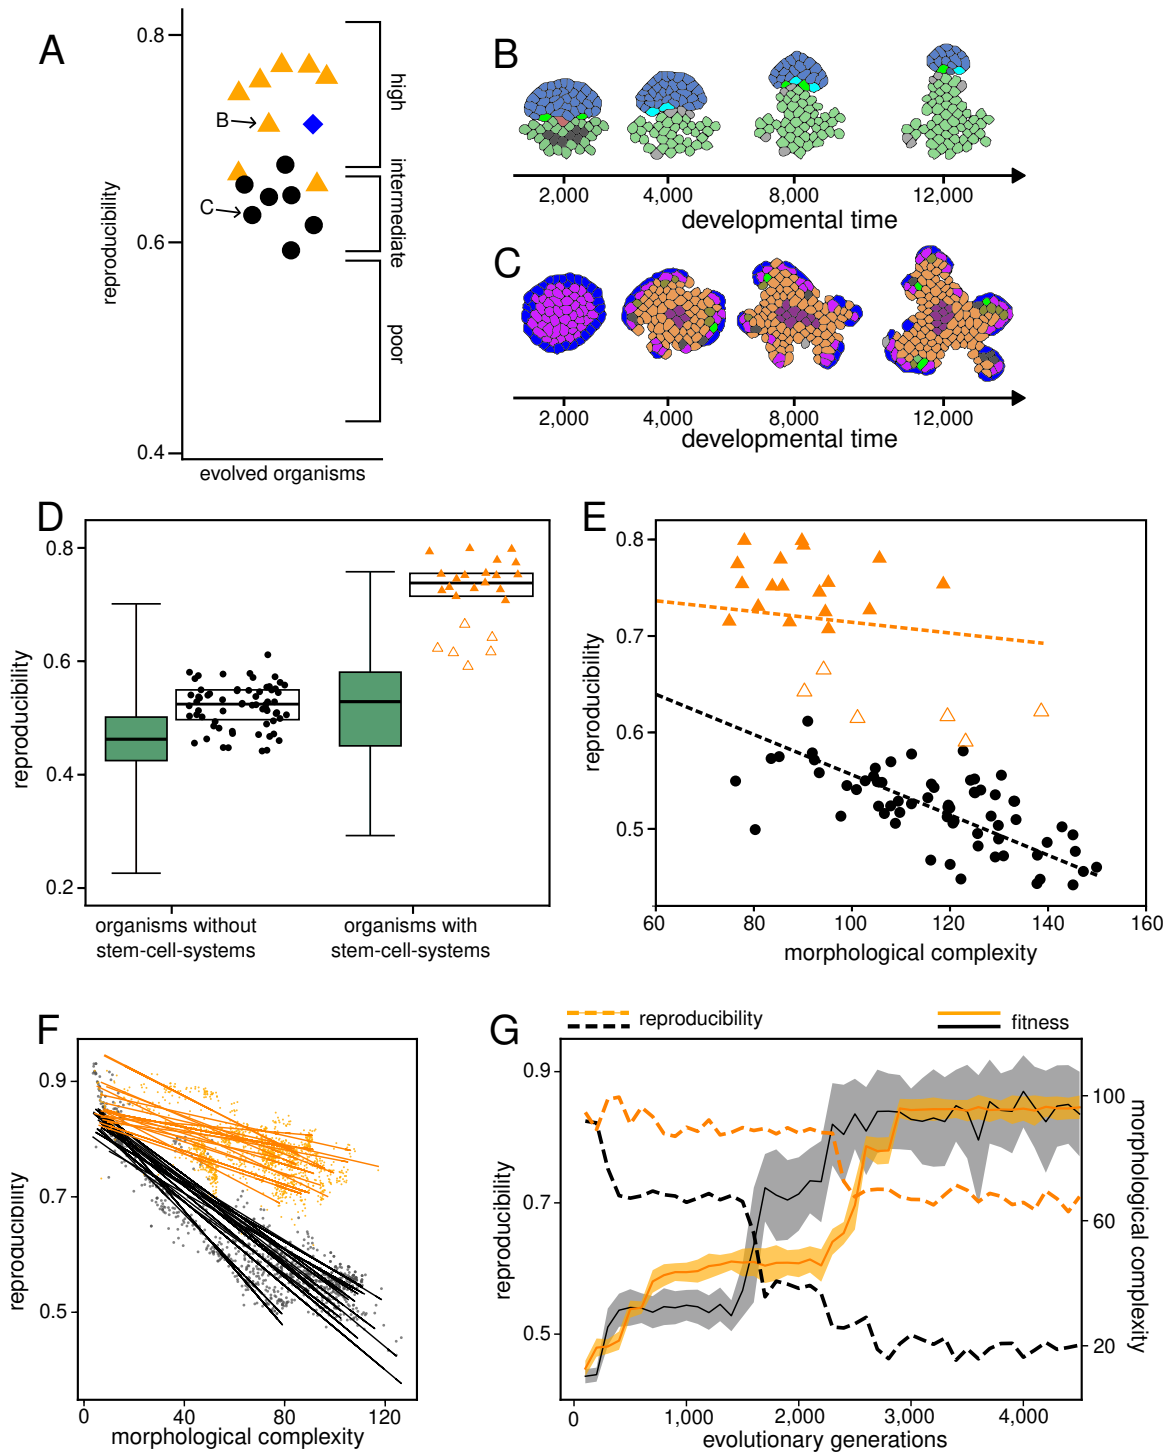 A
0.8
0.6
0.4
reproducibility
B
C
high
intermediate
poor
evolved organisms
B
2,000
4,000
8,000
12,000
developmental time
C
2,000
4,000
8,000
12,000
developmental time
D
0.8
0.6
0.4
0.2
reproducibility
organisms without
stem-cell-systems
organisms with
stem-cell-systems
E
0.8
0.7
0.6
0.5
reproducibility
60
80
100
120
140
160
morphological complexity
F
0.9
0.7
0.5
reproducibility
0
40
80
120
morphological complexity
G
reproducibility
fitness
0.9
0.7
0.5
reproducibility
100
60
20
morphological complexity
0
1,000
2,000
3,000
4,000
evolutionary generations